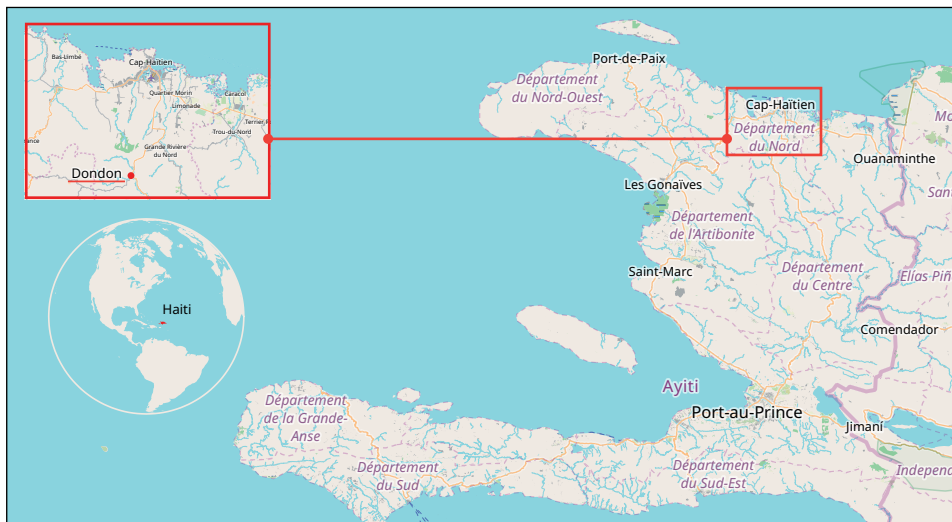 Bas-Limbé
Cap-Haïtien
Quartier Morin
Limonade
Caracol
Terrier R
Trou-du-Nord
rance
Grande Rivière
du Nord
Dondon
Haiti
Port-de-Paix
Département
du Nord-Ouest
Cap-Haïtien
Département
du Nord
Ouanaminthe
Ma
Sant
Les Gonaïves
Département
de l'Artibonite
Saint-Marc
Département
du Centre
Elías Piñ
Comendador
Ayiti
Port-au-Prince
Jimaní
Département
de la Grande-
Anse
Département
du Sud
Département
du Sud-Est
Independ